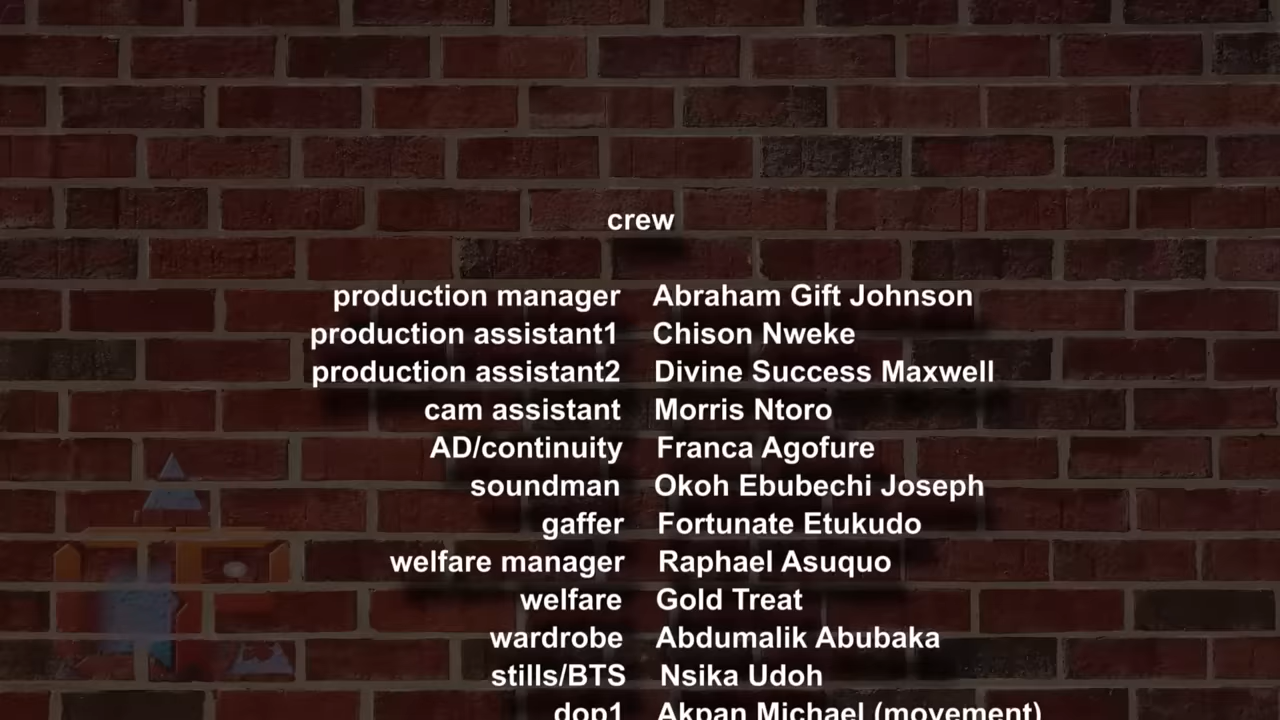 crew
production manager Abraham Gift Johnson
production assistant1 Chison Nweke
production assistant2 Divine Success Maxwell
cam assistant Morris Ntoro
AD/continuity Franca Agofure
soundman Okoh Ebubechi Joseph
gaffer Fortunate Etukudo
welfare manager Raphael Asuquo
welfare Gold Treat
wardrobe Abdumalik Abubaka
stills/BTS Nsika Udoh
dop1 Akpan Michael (movement)